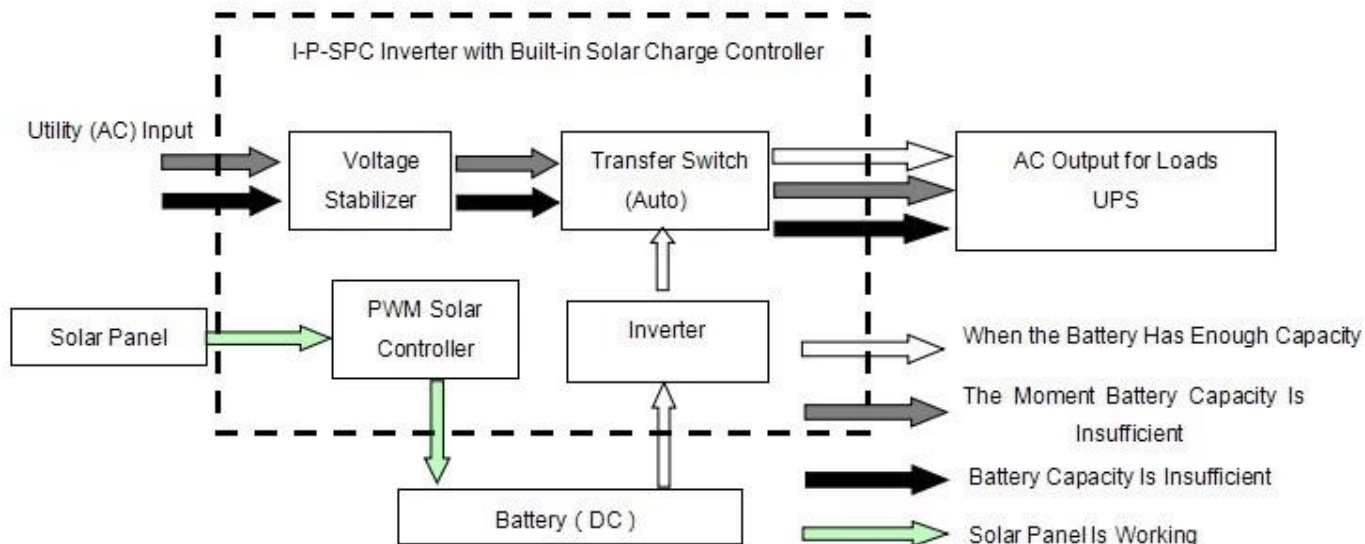 I-P-SPC Inverter with Built-in Solar Charge Controller
Utility (AC) Input
Voltage
Stabilizer
Transfer Switch
(Auto)
AC Output for Loads
UPS
Solar Panel
PWM Solar
Controller
Inverter
Battery ( DC )
When the Battery Has Enough Capacity
The Moment Battery Capacity Is
Insufficient
Battery Capacity Is Insufficient
Solar Panel Is Working